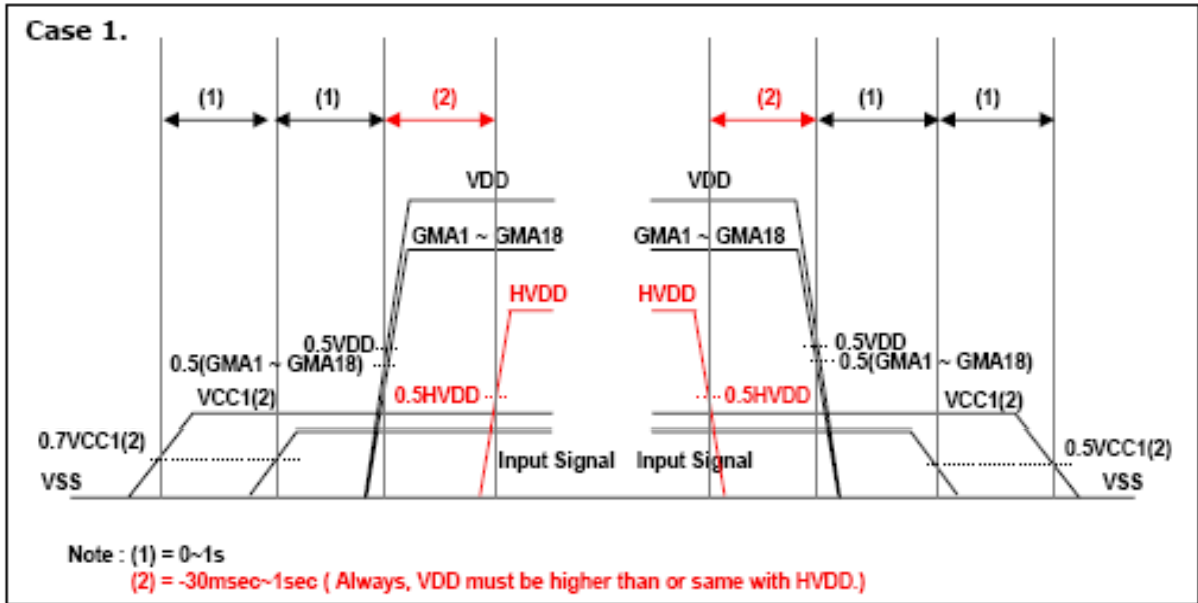 Case 1.
(1) (1) (2) (2) (1) (1)
VDD VDD
GMA1 ~ GMA18 GMA1 ~ GMA18
HVDD HVDD
0.5VDD 0.5VDD
0.5(GMA1 ~ GMA18) 0.5(GMA1 ~ GMA18)
0.5HVDD 0.5HVDD
VCC1(2) VCC1(2)
0.7VCC1(2) 0.5VCC1(2)
Input Signal Input Signal
VSS VSS
Note : (1) = 0~1s
(2) = -30msec~1sec ( Always, VDD must be higher than or same with HVDD.)